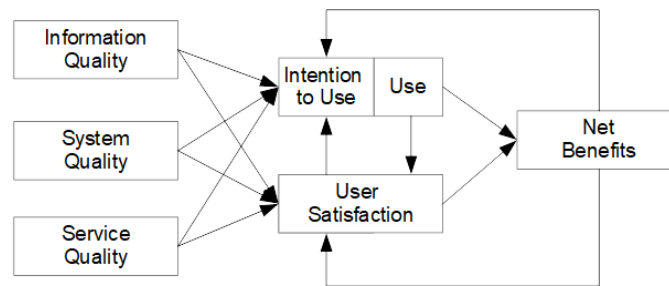 Information
Quality
System
Quality
Service
Quality
Intention
to Use
Use
User
Satisfaction
Net
Benefits